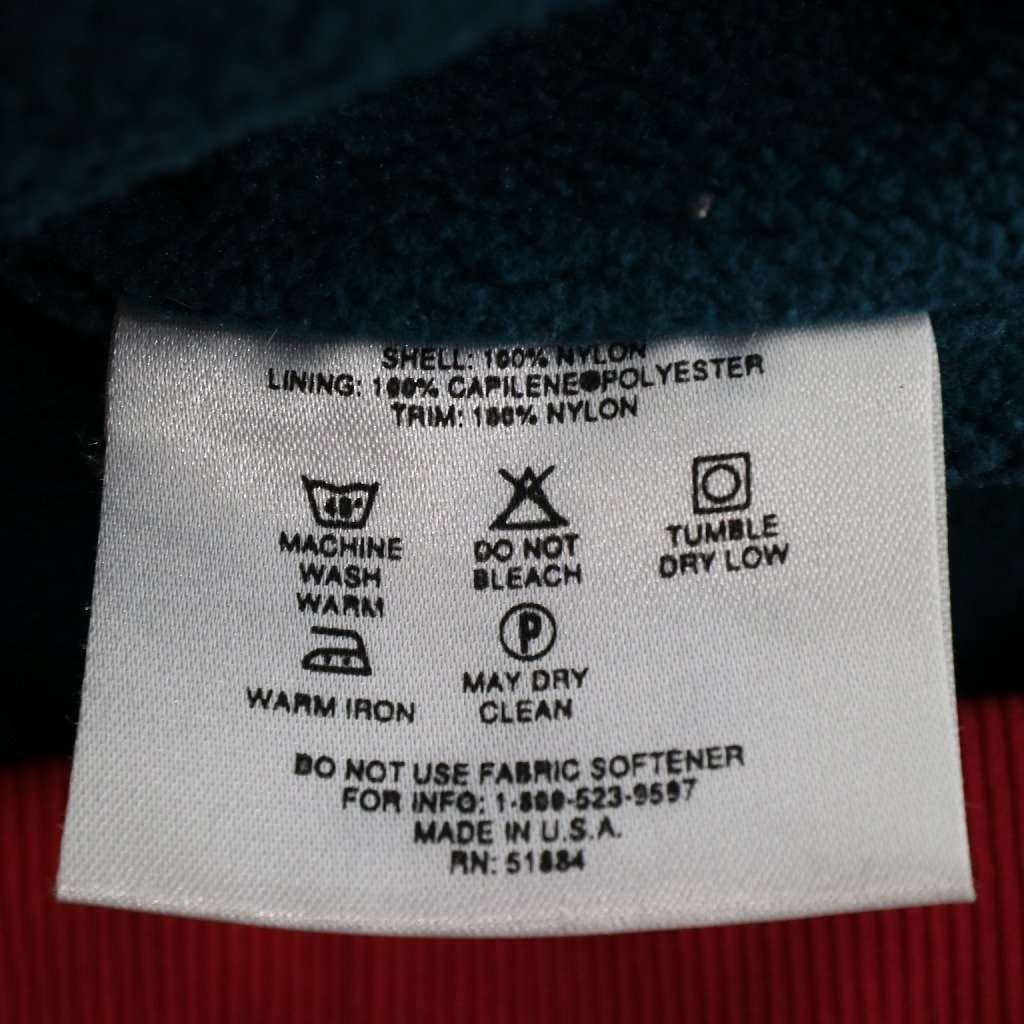 SHELL: 100% NYLON
LINING: 100% CAPILENE®POLYESTER
TRIM: 100% NYLON
40°
MACHINE
WASH
WARM
DO NOT
BLEACH
TUMBLE
DRY LOW
WARM IRON
P
MAY DRY
CLEAN
DO NOT USE FABRIC SOFTENER
FOR INFO: 1-800-523-9597
MADE IN U.S.A.
RN: 51884